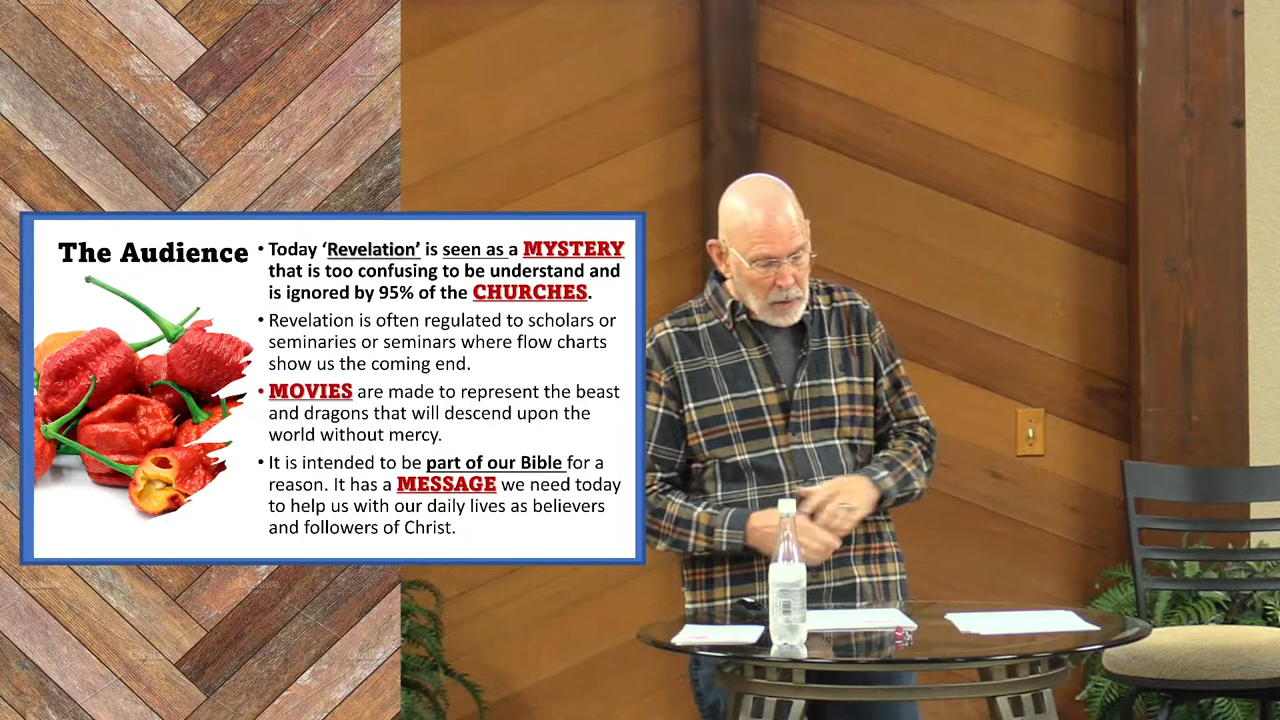 The Audience
• Today ‘Revelation’ is seen as a MYSTERY
that is too confusing to be understand and
is ignored by 95% of the CHURCHES.
• Revelation is often regulated to scholars or
seminaries or seminars where flow charts
show us the coming end.
• MOVIES are made to represent the beast
and dragons that will descend upon the
world without mercy.
• It is intended to be part of our Bible for a
reason. It has a MESSAGE we need today
to help us with our daily lives as believers
and followers of Christ.